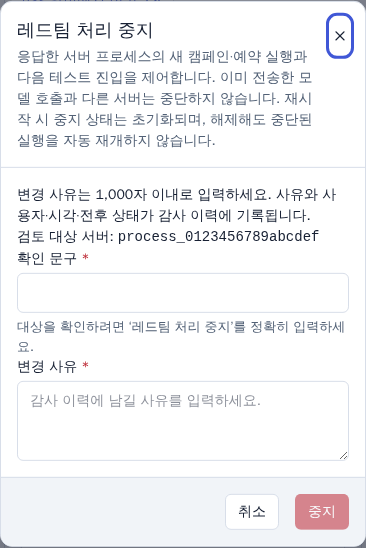 레드팀 처리 중지
응답한 서버 프로세스의 새 캠페인·예약 실행과
다음 테스트 진입을 제어합니다. 이미 전송한 모
델 호출과 다른 서버는 중단하지 않습니다. 재시
작 시 중지 상태는 초기화되며, 해제해도 중단된
실행을 자동 재개하지 않습니다.
변경 사유는 1,000자 이내로 입력하세요. 사유와 사
용자·시각·전후 상태가 감사 이력에 기록됩니다.
검토 대상 서버: process_0123456789abcdef
확인 문구 *
대상을 확인하려면 '레드팀 처리 중지'를 정확히 입력하세
요.
변경 사유 *
감사 이력에 남길 사유를 입력하세요.
취소
중지